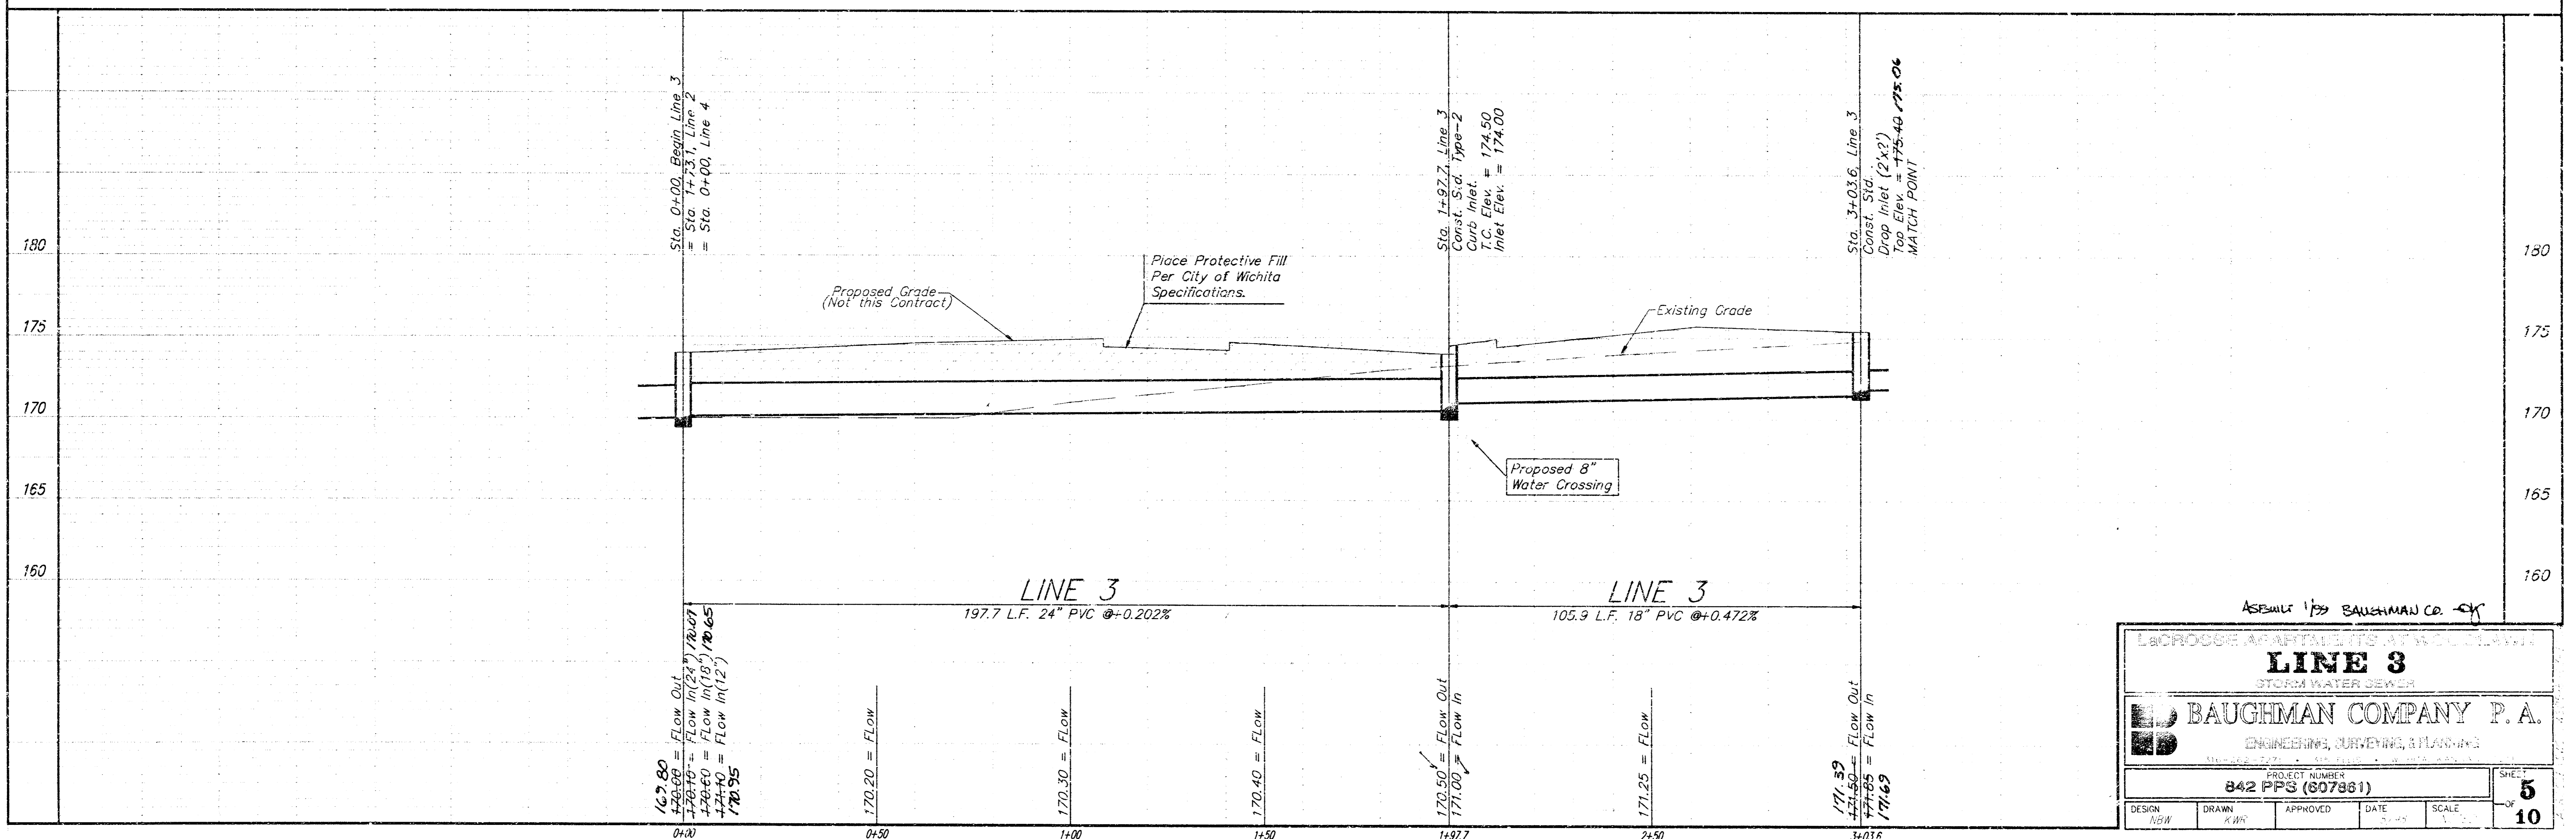 Sta. 0+00, Begin Line 3
= Sta. 1+73.1, Line 2
= Sta. 0+00, Line 4
Sta. 1+97.7, Line 3
Const. Std. Type-2
Curb Inlet.
T.C. Elev. = 174.50
Inlet Elev. = 174.00
Sta. 3+03.6, Line 3
Const. Std.
Drop Inlet (2'x2')
Top Elev. = 175.40 175.06
MATCH POINT
180
175
170
165
160
180
175
170
165
160
Proposed Grade
(Not this Contract)
Place Protective Fill
Per City of Wichita
Specifications.
Existing Grade
Proposed 8"
Water Crossing
LINE 3
197.7 L.F. 24" PVC @+0.202%
LINE 3
105.9 L.F. 18" PVC @+0.472%
169.80
170.00 = FLow Out
170.10 = FLow In(24") 170.07
170.60 = FLow In(18") 170.65
171.10 = FLow In(12")
170.95
170.20 = FLow
170.30 = FLow
170.40 = FLow
170.50 = FLow Out
171.00 = FLow In
171.25 = FLow
171.39
171.50 = FLow Out
171.85 = FLow In
171.69
0+00
0+50
1+00
1+50
1+97.7
2+50
3+03.6
ASBUILT 1/99 BAUGHMAN CO.
LaCROSSE APARTMENTS AT
LINE 3
STORM WATER SEWER
BAUGHMAN COMPANY P. A.
ENGINEERING, SURVEYING, & PLANNING
PROJECT NUMBER
842 PPS (607861)
SHEET
5
OF
10
DESIGN
NBW
DRAWN
KWR
APPROVED
DATE
SCALE